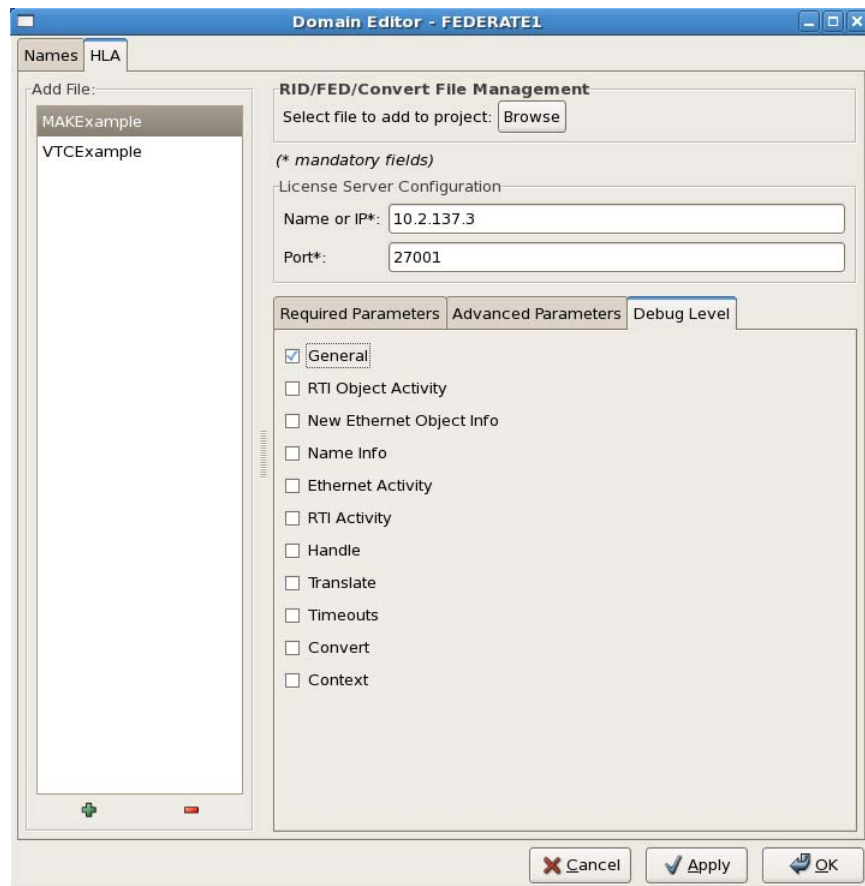 Domain Editor - FEDERATE1
Names HLA
Add File:
MAKExample
VTCExample
RID/FED/Convert File Management
Select file to add to project: Browse
(* mandatory fields)
License Server Configuration
Name or IP*: 10.2.137.3
Port*: 27001
Required Parameters Advanced Parameters Debug Level
General
RTI Object Activity
New Ethernet Object Info
Name Info
Ethernet Activity
RTI Activity
Handle
Translate
Timeouts
Convert
Context
Cancel Apply OK